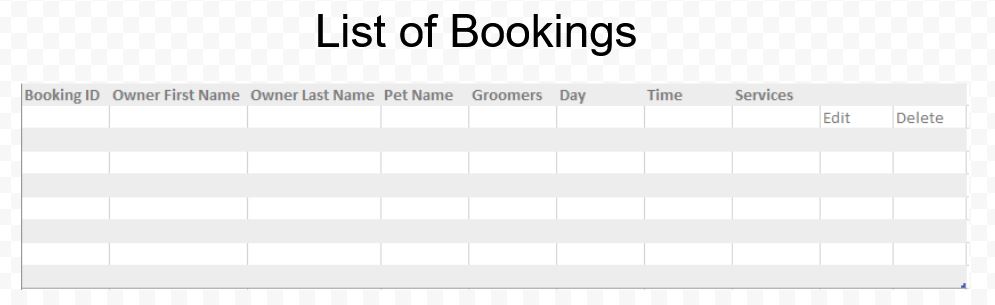 List of Bookings
Booking ID Owner First Name Owner Last Name Pet Name Groomers Day Time Services
Edit Delete